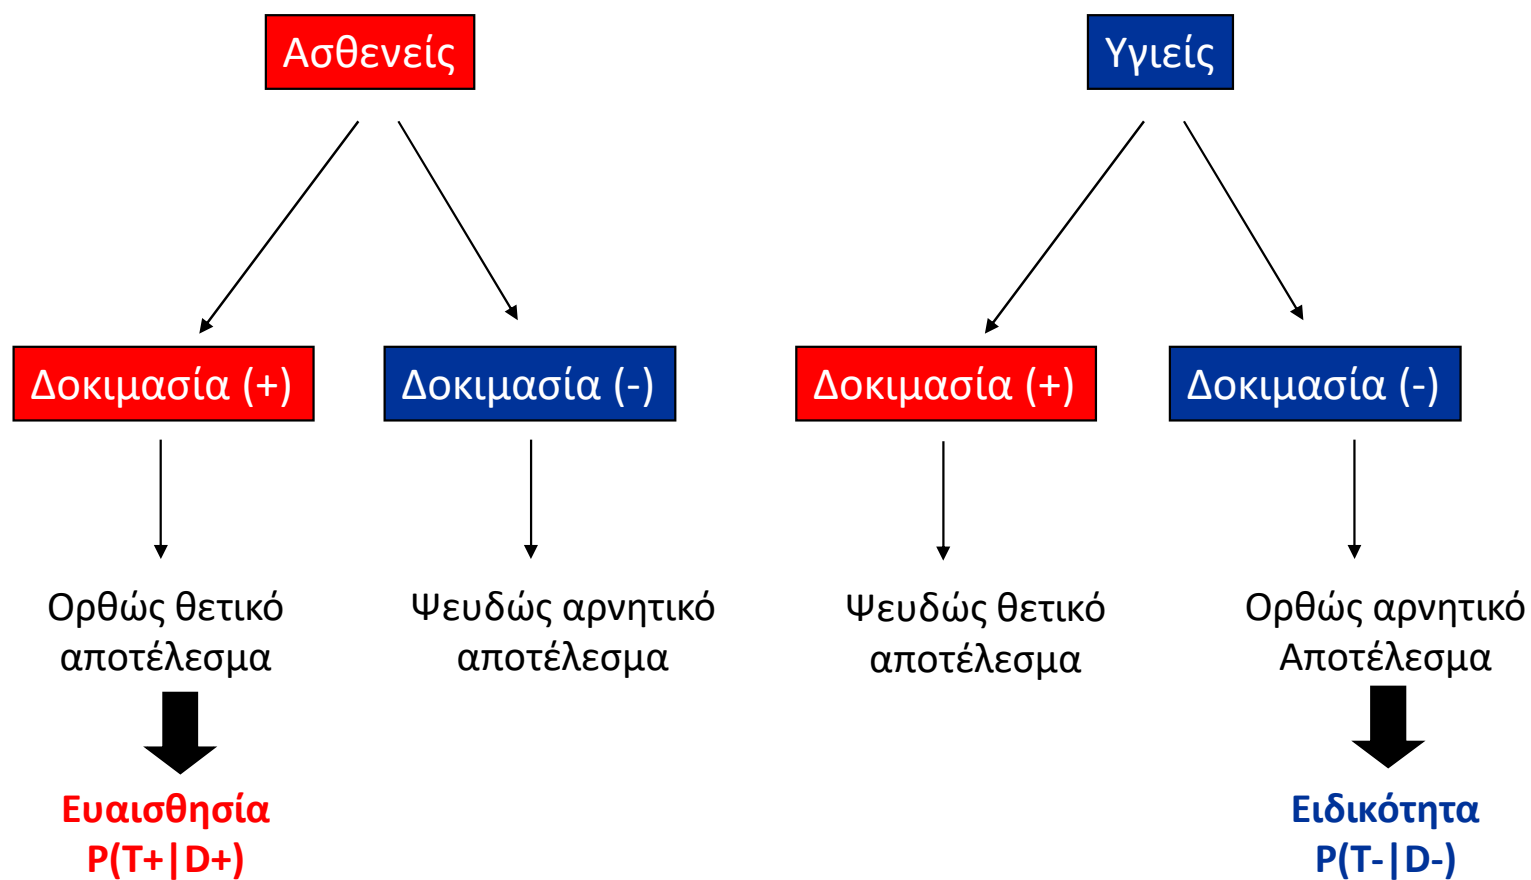 Ασθενείς
Υγιείς
Δοκιμασία (+)
Δοκιμασία (-)
Δοκιμασία (+)
Δοκιμασία (-)
Ορθώς θετικό
αποτέλεσμα
Ψευδώς αρνητικό
αποτέλεσμα
Ψευδώς θετικό
αποτέλεσμα
Ορθώς αρνητικό
Αποτέλεσμα
Ευαισθησία
P(T+|D+)
Ειδικότητα
P(T-|D-)